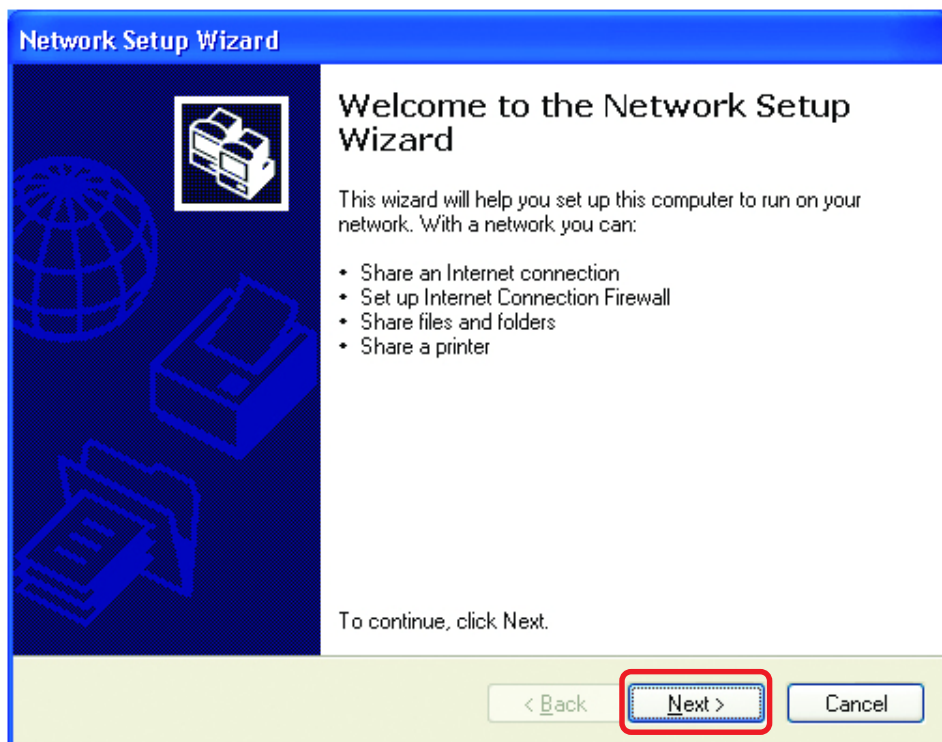 Network Setup Wizard
Welcome to the Network Setup
Wizard
This wizard will help you set up this computer to run on your
network. With a network you can:
• Share an Internet connection
• Set up Internet Connection Firewall
• Share files and folders
• Share a printer
To continue, click Next.
< Back
Next >
Cancel